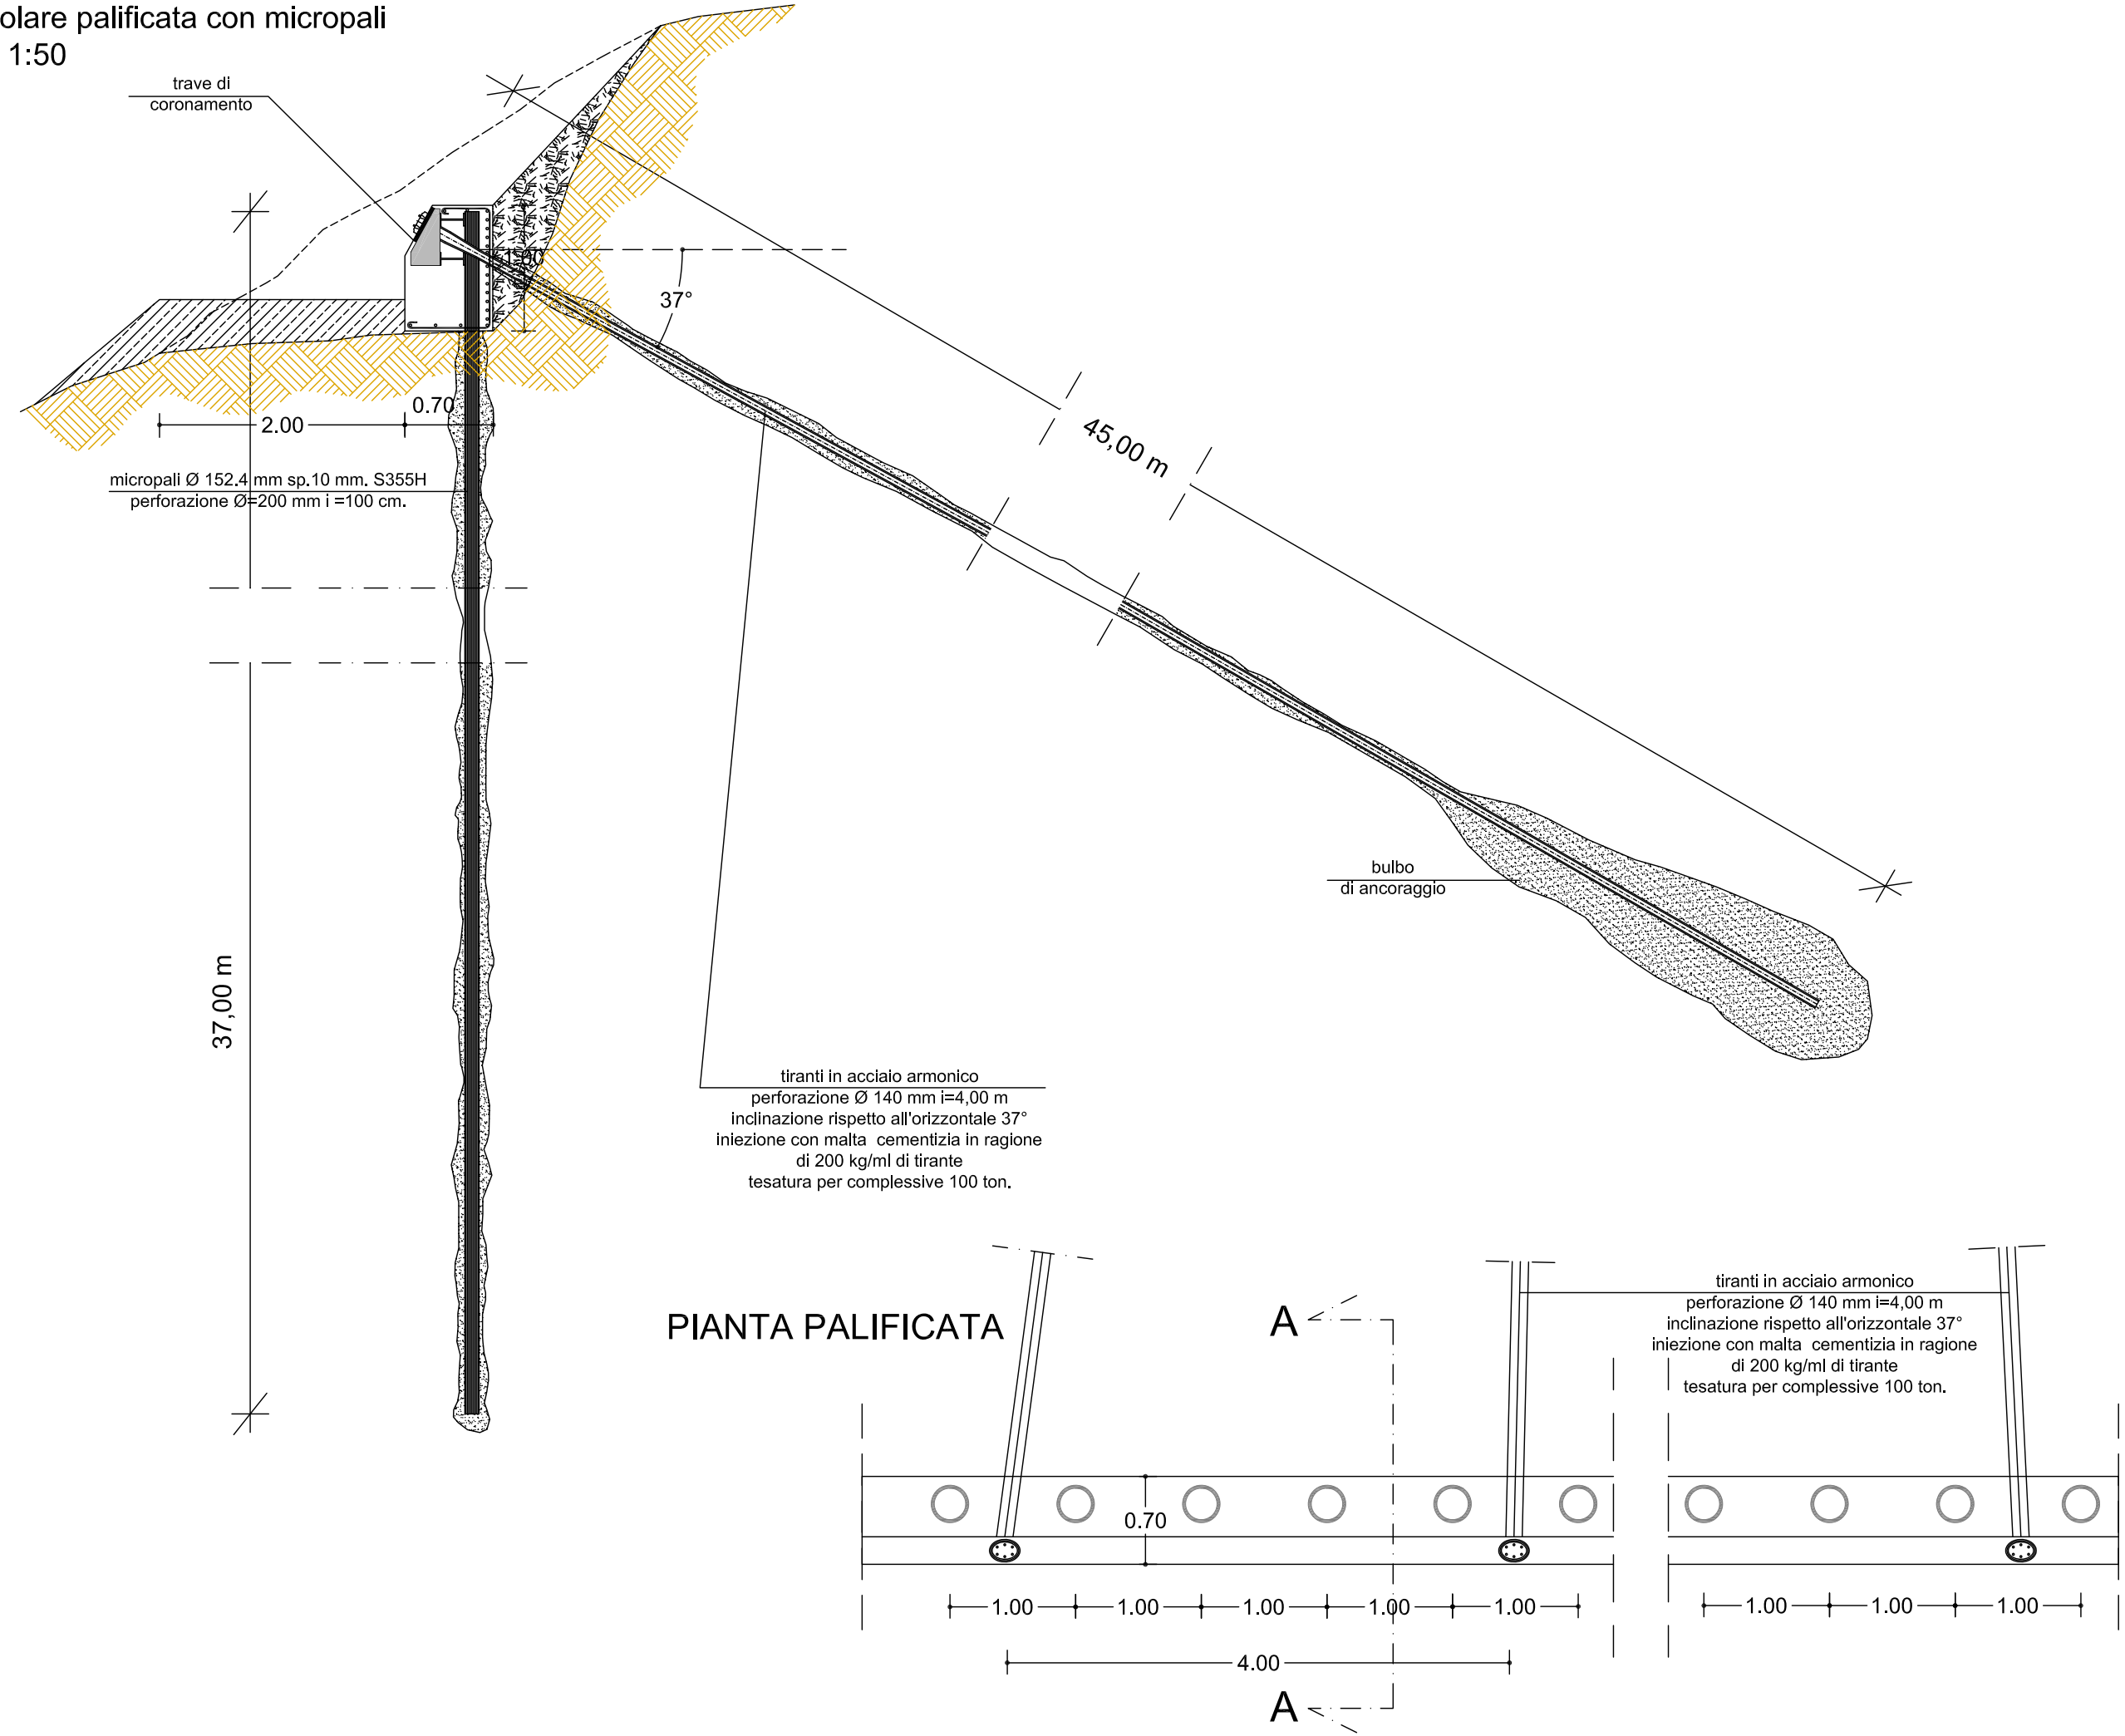 olare palificata con micropali
1:50
trave di
coronamento
1.00
37°
2.00
0.70
micropali Ø 152.4 mm sp.10 mm. S355H
perforazione Ø=200 mm i =100 cm.
45,00 m
bulbo
di ancoraggio
37,00 m
tiranti in acciaio armonico
perforazione Ø 140 mm i=4,00 m
inclinazione rispetto all'orizzontale 37°
iniezione con malta cementizia in ragione
di 200 kg/ml di tirante
tesatura per complessive 100 ton.
PIANTA PALIFICATA
A
tiranti in acciaio armonico
perforazione Ø 140 mm i=4,00 m
inclinazione rispetto all'orizzontale 37°
iniezione con malta cementizia in ragione
di 200 kg/ml di tirante
tesatura per complessive 100 ton.
0.70
1.00 1.00 1.00 1.00 1.00 1.00 1.00 1.00
4.00
A